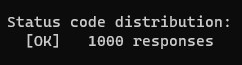 Status code distribution:
  [OK]   1000 responses